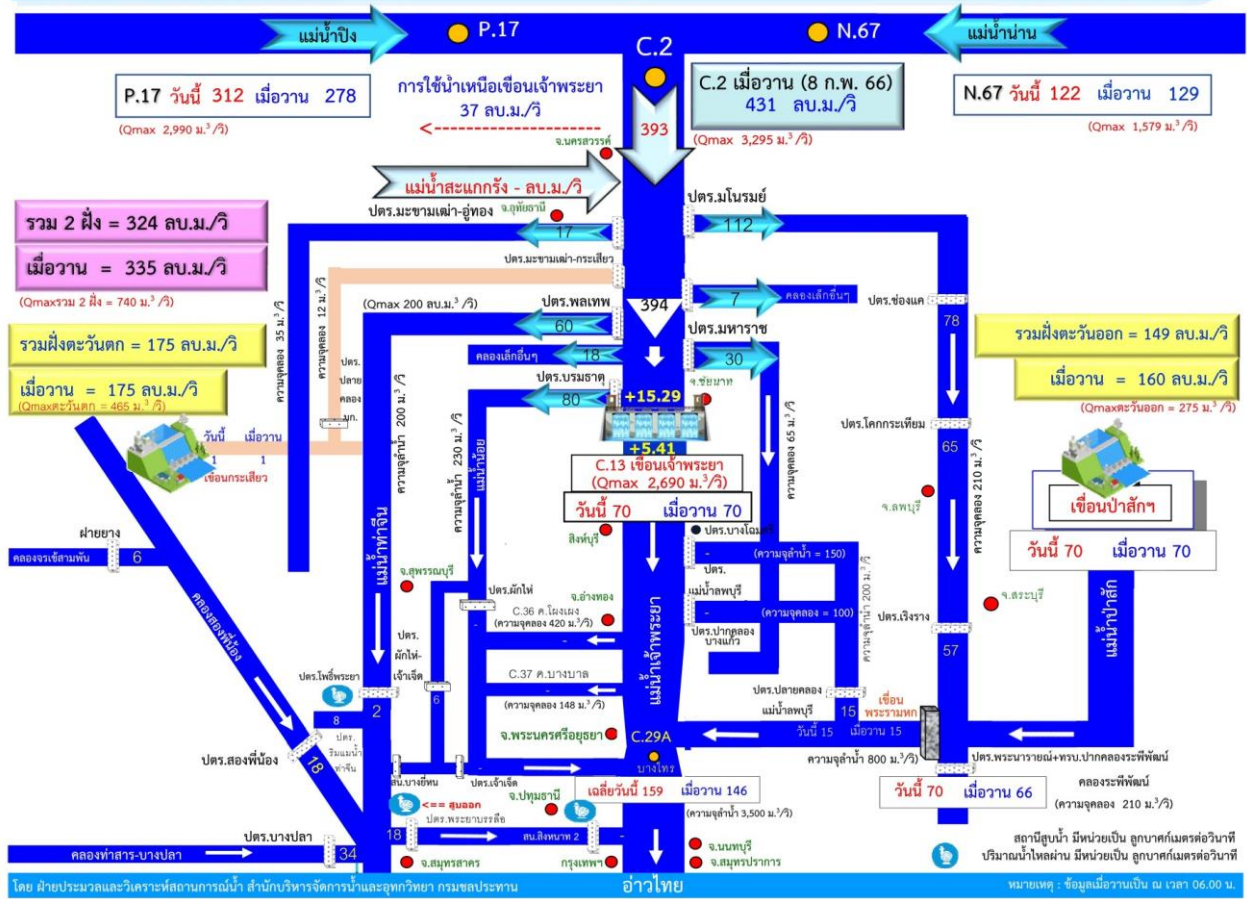 แม่น้ำปิง
P.17
C.2
N.67
แม่น้ำน่าน
P.17 วันนี้ 312 เมื่อวาน 278
(Qmax 2,990 ม.³/วิ)
การใช้น้ำเหนือเขื่อนเจ้าพระยา
37 ลบ.ม./วิ
393
C.2 เมื่อวาน (8 ก.พ. 66)
431 ลบ.ม./วิ
(Qmax 3,295 ม.³/วิ)
N.67 วันนี้ 122 เมื่อวาน 129
(Qmax 1,579 ม.³/วิ)
จ.นครสวรรค์
แม่น้ำสะแกกรัง - ลบ.ม./วิ
รวม 2 ฝั่ง = 324 ลบ.ม./วิ
เมื่อวาน = 335 ลบ.ม./วิ
(Qmaxรวม 2 ฝั่ง = 740 ม.³/วิ)
ปตร.มะขามเฒ่า-อู่ทอง
จ.อุทัยธานี
17
ปตร.มโนรมย์
112
ปตร.มะขามเฒ่า-กระเสียว
ความจุคลอง 35 ม.³/วิ
ความจุคลอง 12 ม.³/วิ
(Qmax 200 ลบ.ม.³/วิ)
ปตร.พลเทพ
60
394
7
คลองเล็กอื่นๆ
ปตร.ช่องแค
78
รวมฝั่งตะวันตก = 175 ลบ.ม./วิ
เมื่อวาน = 175 ลบ.ม./วิ
(Qmaxตะวันตก = 465 ม.³/วิ)
คลองเล็กอื่นๆ
18
ปตร.มหาราช
30
จ.ชัยนาท
รวมฝั่งตะวันออก = 149 ลบ.ม./วิ
เมื่อวาน = 160 ลบ.ม./วิ
(Qmaxตะวันออก = 275 ม.³/วิ)
ปตร.
ปลาย
คลอง
มก.
ปตร.บรมธาตุ
80
+15.29
+5.41
C.13 เขื่อนเจ้าพระยา
(Qmax 2,690 ม.³/วิ)
วันนี้ 70 เมื่อวาน 70
วันนี้ เมื่อวาน
1 1
เขื่อนกระเสียว
ความจุลำน้ำ 200 ม.³/วิ
ความจุลำน้ำ 230 ม.³/วิ
แม่น้ำน้อย
ความจุคลอง 65 ม.³/วิ
ปตร.โคกกระเทียม
65
ความจุคลอง 210 ม.³/วิ
จ.ลพบุรี
เขื่อนป่าสักฯ
วันนี้ 70 เมื่อวาน 70
ฝายยาง
คลองจรเข้สามพัน
6
แม่น้ำท่าจีน
สิงห์บุรี
ปตร.บางโฉมศรี
-
(ความจุลำน้ำ = 150)
ปตร.
แม่น้ำลพบุรี
-
(ความจุคลอง = 100)
ปตร.ปากคลอง
บางแก้ว
ความจุลำน้ำ 200 ม.³/วิ
จ.สุพรรณบุรี
คลองสองพี่น้อง
ปตร.ผักไห่
-
จ.อ่างทอง
C.36 ค.โผงเผง
(ความจุคลอง 420 ม.³/วิ)
-
จ.สระบุรี
ปตร.เริงราง
57
แม่น้ำป่าสัก
แม่น้ำเจ้าพระยา
ปตร.
ผักไห่-
เจ้าเจ็ด
6
C.37 ค.บางบาล
-
(ความจุคลอง 148 ม.³/วิ)
ปตร.โพธิ์พระยา
2
8
ปตร.
ริมแม่น้ำ
ท่าจีน
ปตร.ปลายคลอง
แม่น้ำลพบุรี
15
เขื่อน
พระรามหก
วันนี้ 15 เมื่อวาน 15
ความจุลำน้ำ 800 ม.³/วิ)
จ.พระนครศรีอยุธยา
C.29A
บางไทร
ปตร.สองพี่น้อง
18
สน.บางยี่หน
ปตร.เจ้าเจ็ด
-
ปตร.พระนารายณ์+ทรบ.ปากคลองระพีพัฒน์
วันนี้ 70 เมื่อวาน 66
คลองระพีพัฒน์
(ความจุคลอง 210 ม.³/วิ)
เฉลี่ยวันนี้ 159 เมื่อวาน 146
(ความจุลำน้ำ 3,500 ม.³/วิ)
จ.ปทุมธานี
<== สูบออก
ปตร.พระยาบรรลือ
18
สน.สิงหนาท 2
-
ปตร.บางปลา
คลองท่าสาร-บางปลา
34
จ.สมุทรสาคร
กรุงเทพฯ
จ.นนทบุรี
จ.สมุทรปราการ
สถานีสูบน้ำ มีหน่วยเป็น ลูกบาศก์เมตรต่อวินาที
ปริมาณน้ำไหลผ่าน มีหน่วยเป็น ลูกบาศก์เมตรต่อวินาที
โดย ฝ่ายประมวลและวิเคราะห์สถานการณ์น้ำ สำนักบริหารจัดการน้ำและอุทกวิทยา กรมชลประทาน
อ่าวไทย
หมายเหตุ : ข้อมูลเมื่อวานเป็น ณ เวลา 06.00 น.